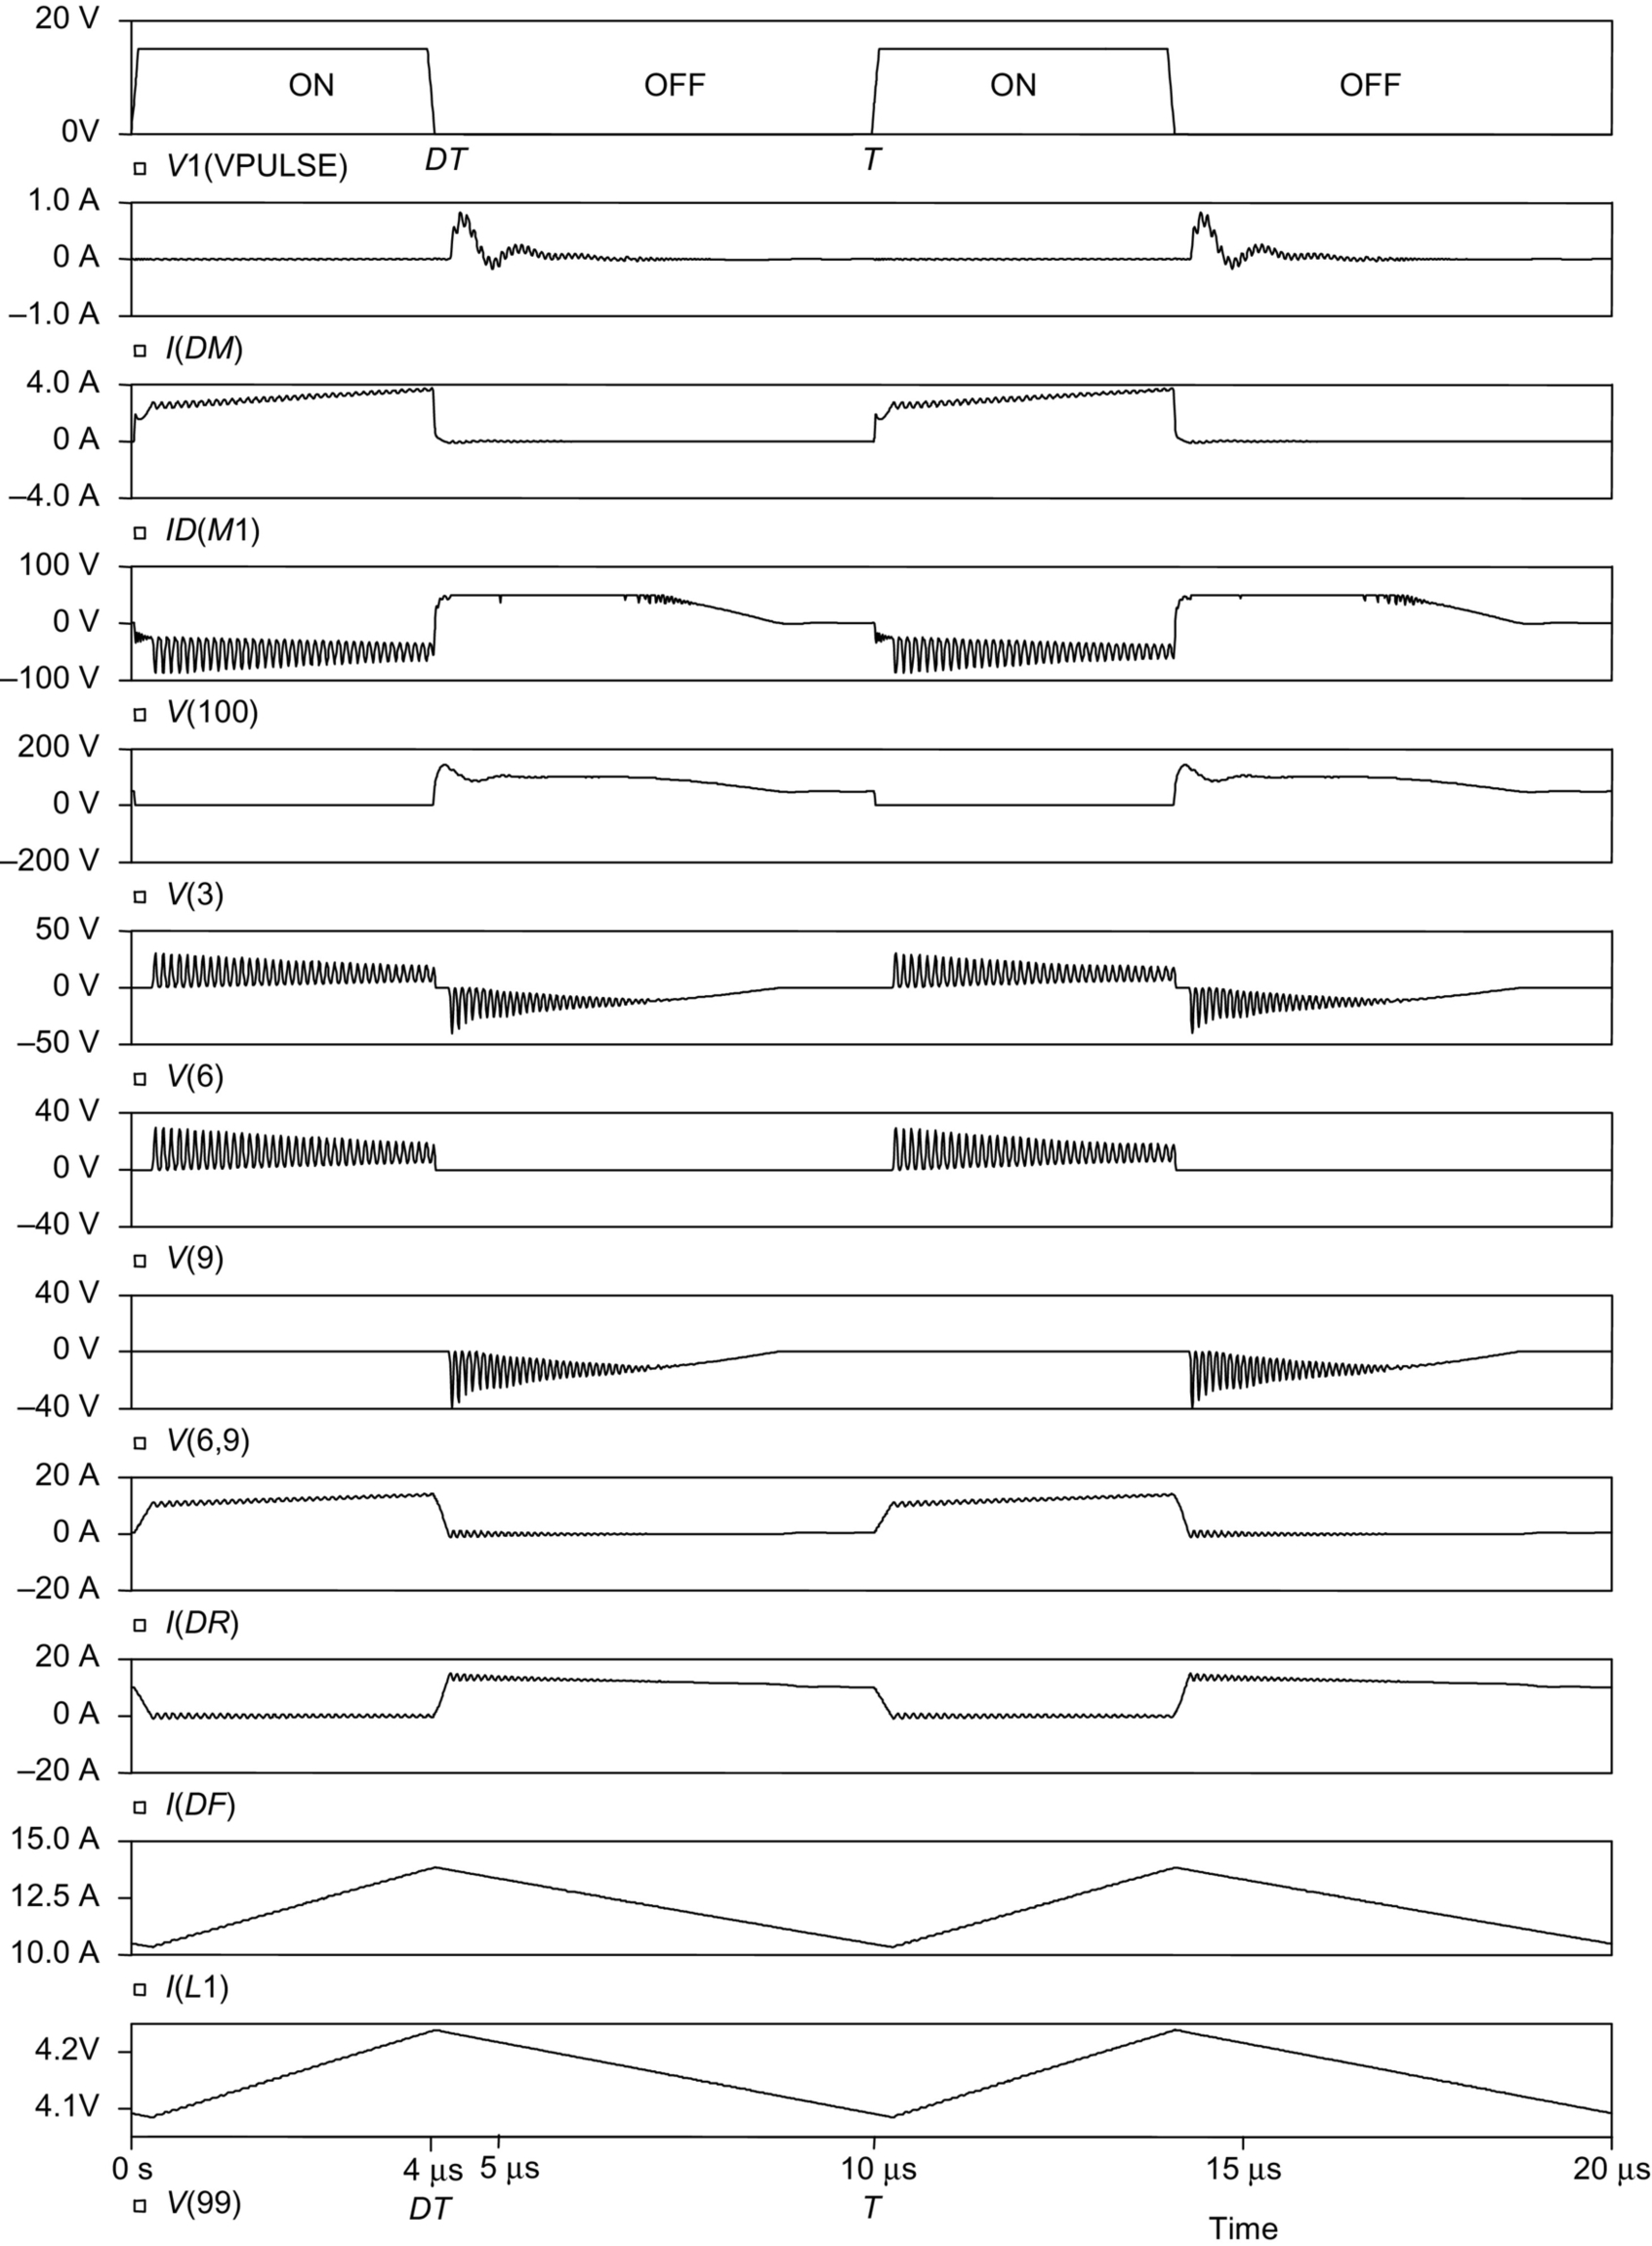 20 V
ON OFF ON OFF
0V
V1(VPULSE) DT T
1.0 A
0 A
–1.0 A
I(DM)
4.0 A
0 A
–4.0 A
ID(M1)
100 V
0 V
–100 V
V(100)
200 V
0 V
–200 V
V(3)
50 V
0 V
–50 V
V(6)
40 V
0 V
–40 V
V(9)
40 V
0 V
–40 V
V(6,9)
20 A
0 A
–20 A
I(DR)
20 A
0 A
–20 A
I(DF)
15.0 A
12.5 A
10.0 A
I(L1)
4.2V
4.1V
0 s 4 μs 5 μs 10 μs 15 μs 20 μs
V(99) DT T
Time